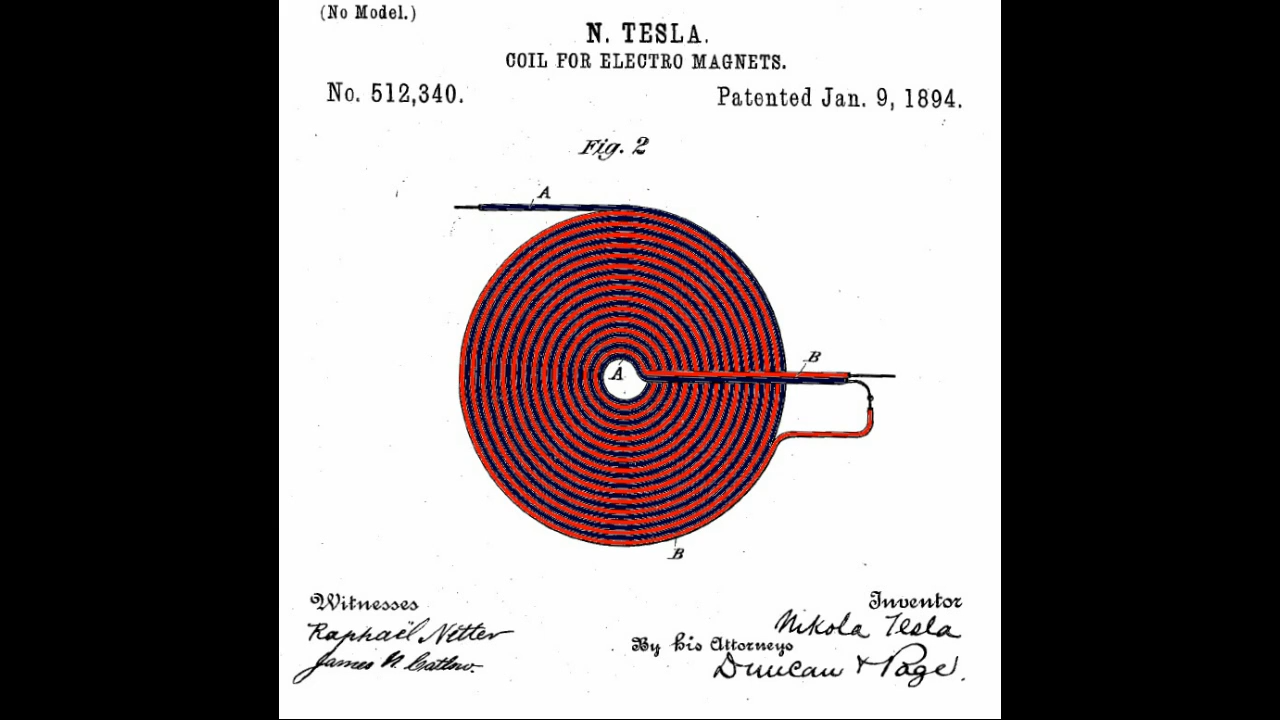 (No Model.)
N. TESLA.
COIL FOR ELECTRO MAGNETS.
No. 512,340.
Patented Jan. 9, 1894.
Fig. 2
A
B
A
B
Witnesses
Raphaël Netter
James N. Catlow.
Inventor
Nikola Tesla
By his Attorneys
Duncan & Page.